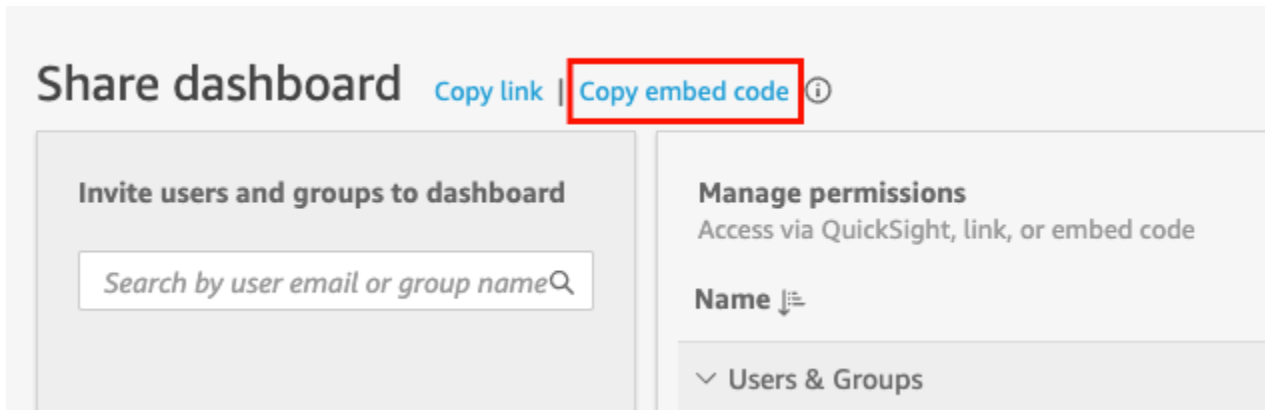 Share dashboard Copy link | Copy embed code
Invite users and groups to dashboard
Search by user email or group name
Manage permissions
Access via QuickSight, link, or embed code
Name
Users & Groups